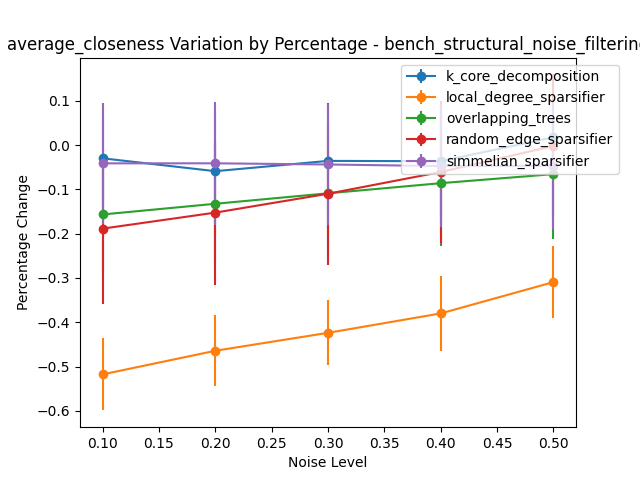 average_closeness Variation by Percentage - bench_structural_noise_filtering
k_core_decomposition
local_degree_sparsifier
overlapping_trees
random_edge_sparsifier
simmelian_sparsifier
Percentage Change
0.1
0.0
−0.1
−0.2
−0.3
−0.4
−0.5
−0.6
0.10 0.15 0.20 0.25 0.30 0.35 0.40 0.45 0.50
Noise Level